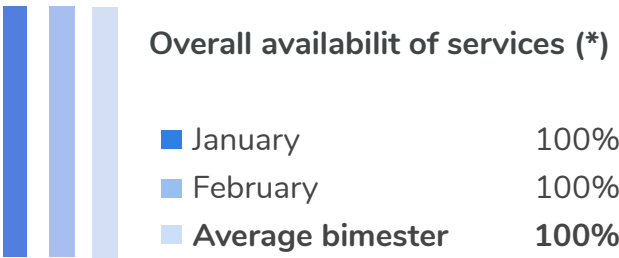 Overall availabilit of services (*)
January 100%
February 100%
Average bimester 100%